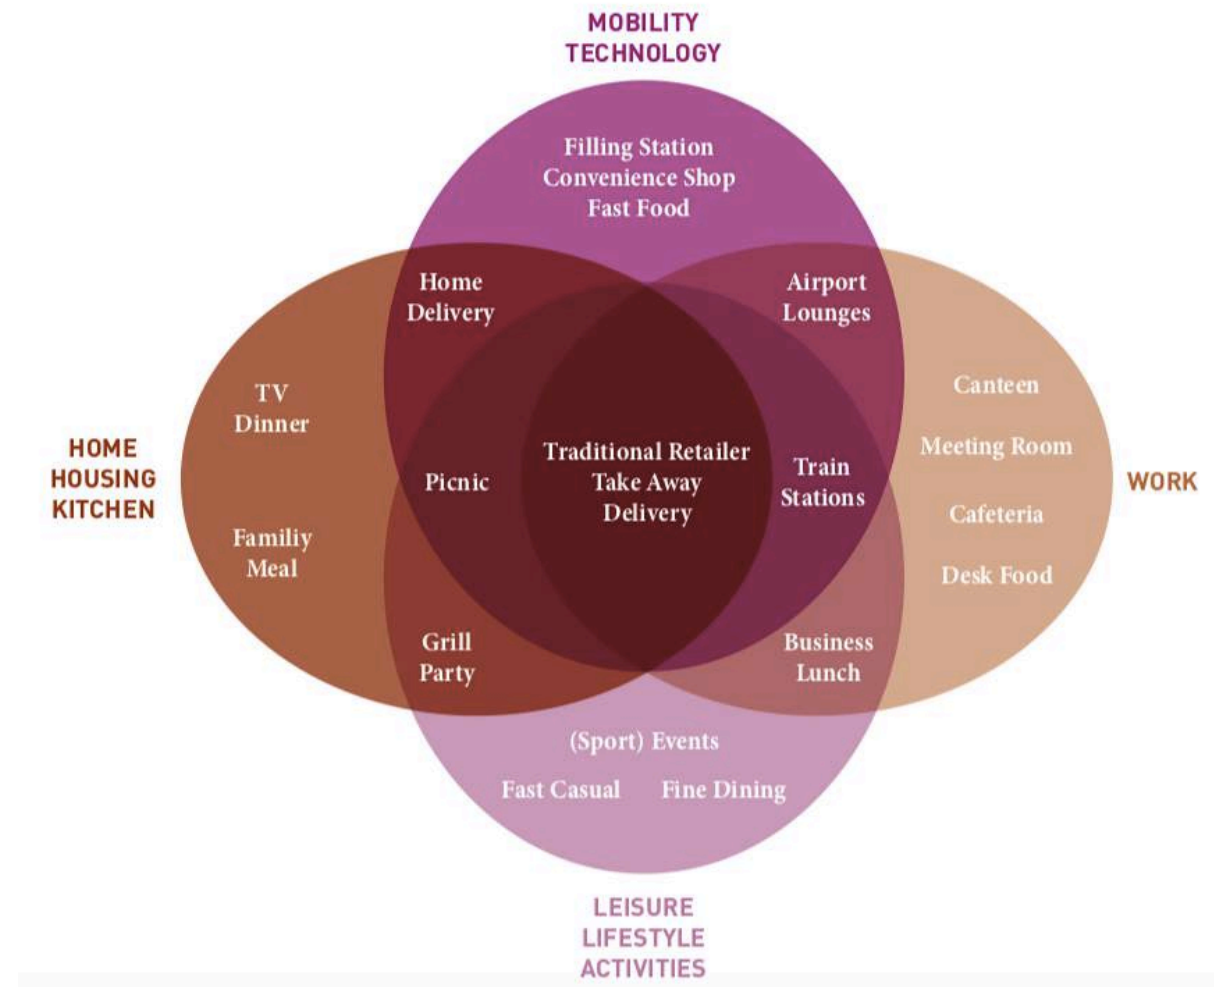 MOBILITY
TECHNOLOGY
Filling Station
Convenience Shop
Fast Food
Home
Delivery
Airport
Lounges
TV
Dinner
Canteen
HOME
HOUSING
KITCHEN
Picnic
Traditional Retailer
Take Away
Delivery
Train
Stations
Meeting Room
WORK
Cafeteria
Familiy
Meal
Desk Food
Grill
Party
Business
Lunch
(Sport) Events
Fast Casual Fine Dining
LEISURE
LIFESTYLE
ACTIVITIES